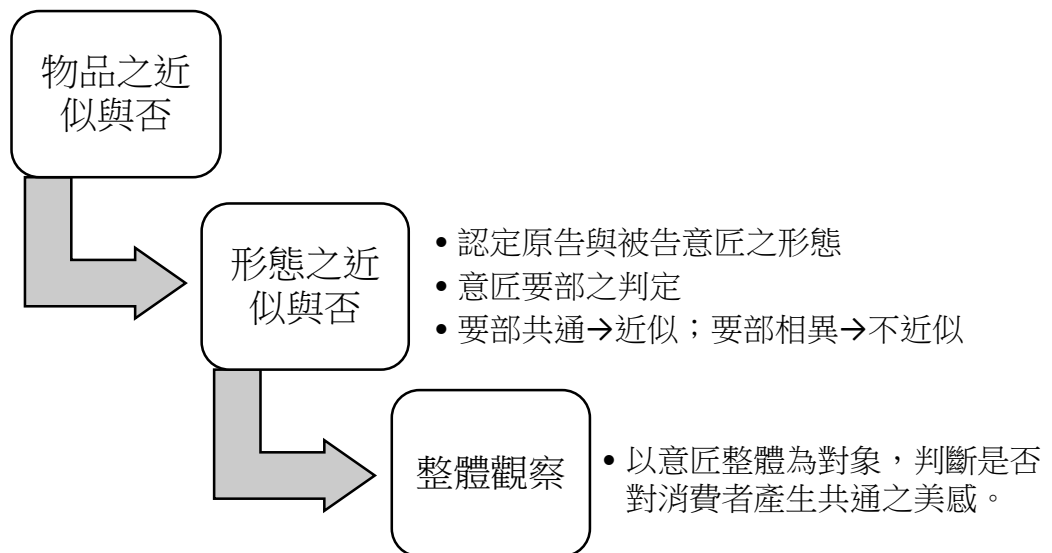 物品之近
似與否
形態之近
似與否
• 認定原告與被告意匠之形態
• 意匠要部之判定
• 要部共通→近似；要部相異→不近似
整體觀察
• 以意匠整體為對象，判斷是否
對消費者產生共通之美感。